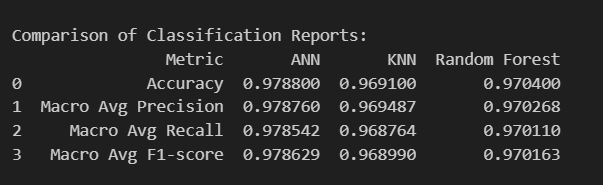 Comparison of Classification Reports:
Metric ANN KNN Random Forest
0 Accuracy 0.978800 0.969100 0.970400
1 Macro Avg Precision 0.978760 0.969487 0.970268
2 Macro Avg Recall 0.978542 0.968764 0.970110
3 Macro Avg F1-score 0.978629 0.968990 0.970163